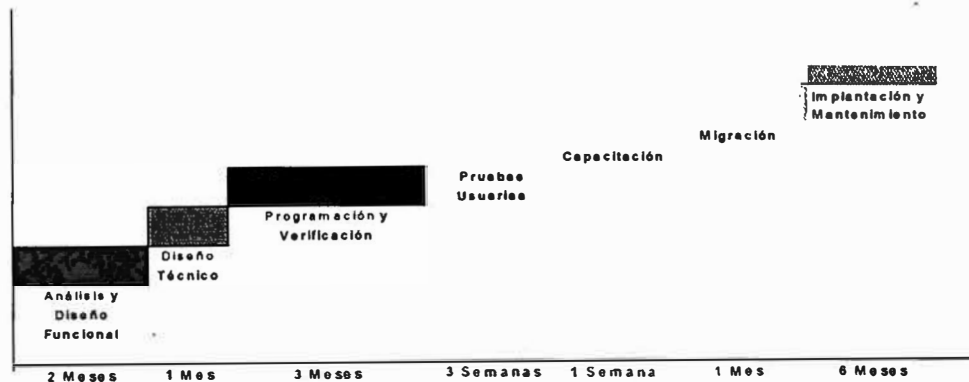 Implantación y
Mantenimiento
Migración
Capacitación
Pruebas
Usuarias
Programación y
Verificación
Diseño
Técnico
Análisis y
Diseño
Funcional
2 Meses
1 Mes
3 Meses
3 Semanas
1 Semana
1 Mes
6 Meses